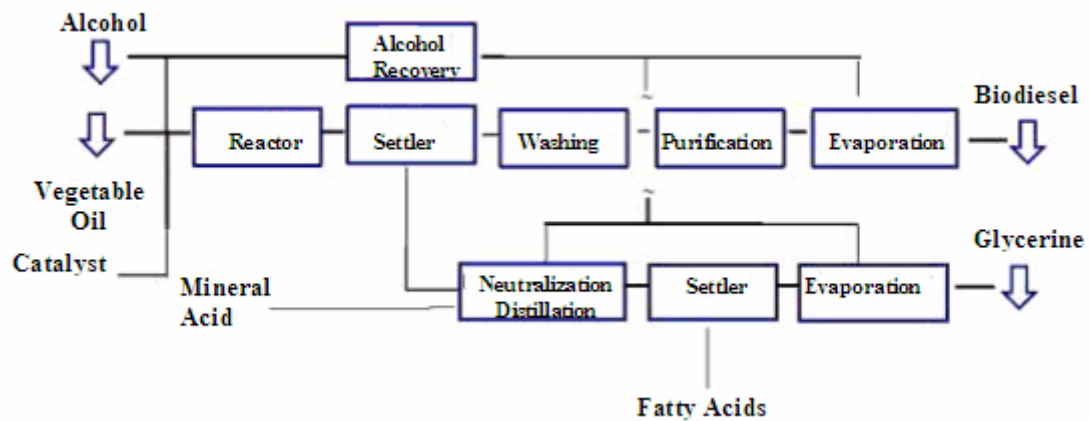 Alcohol
Alcohol
Recovery
Biodiesel
Reactor
Settler
Washing
Purification
Evaporation
Vegetable
Oil
Catalyst
Glycerine
Mineral
Acid
Neutralization
Distillation
Settler
Evaporation
Fatty Acids